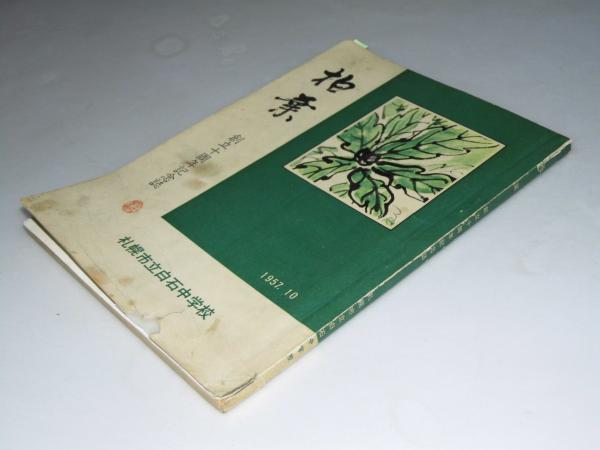 柏葉
創立十周年記念誌
札幌市立白石中学校
1957.10